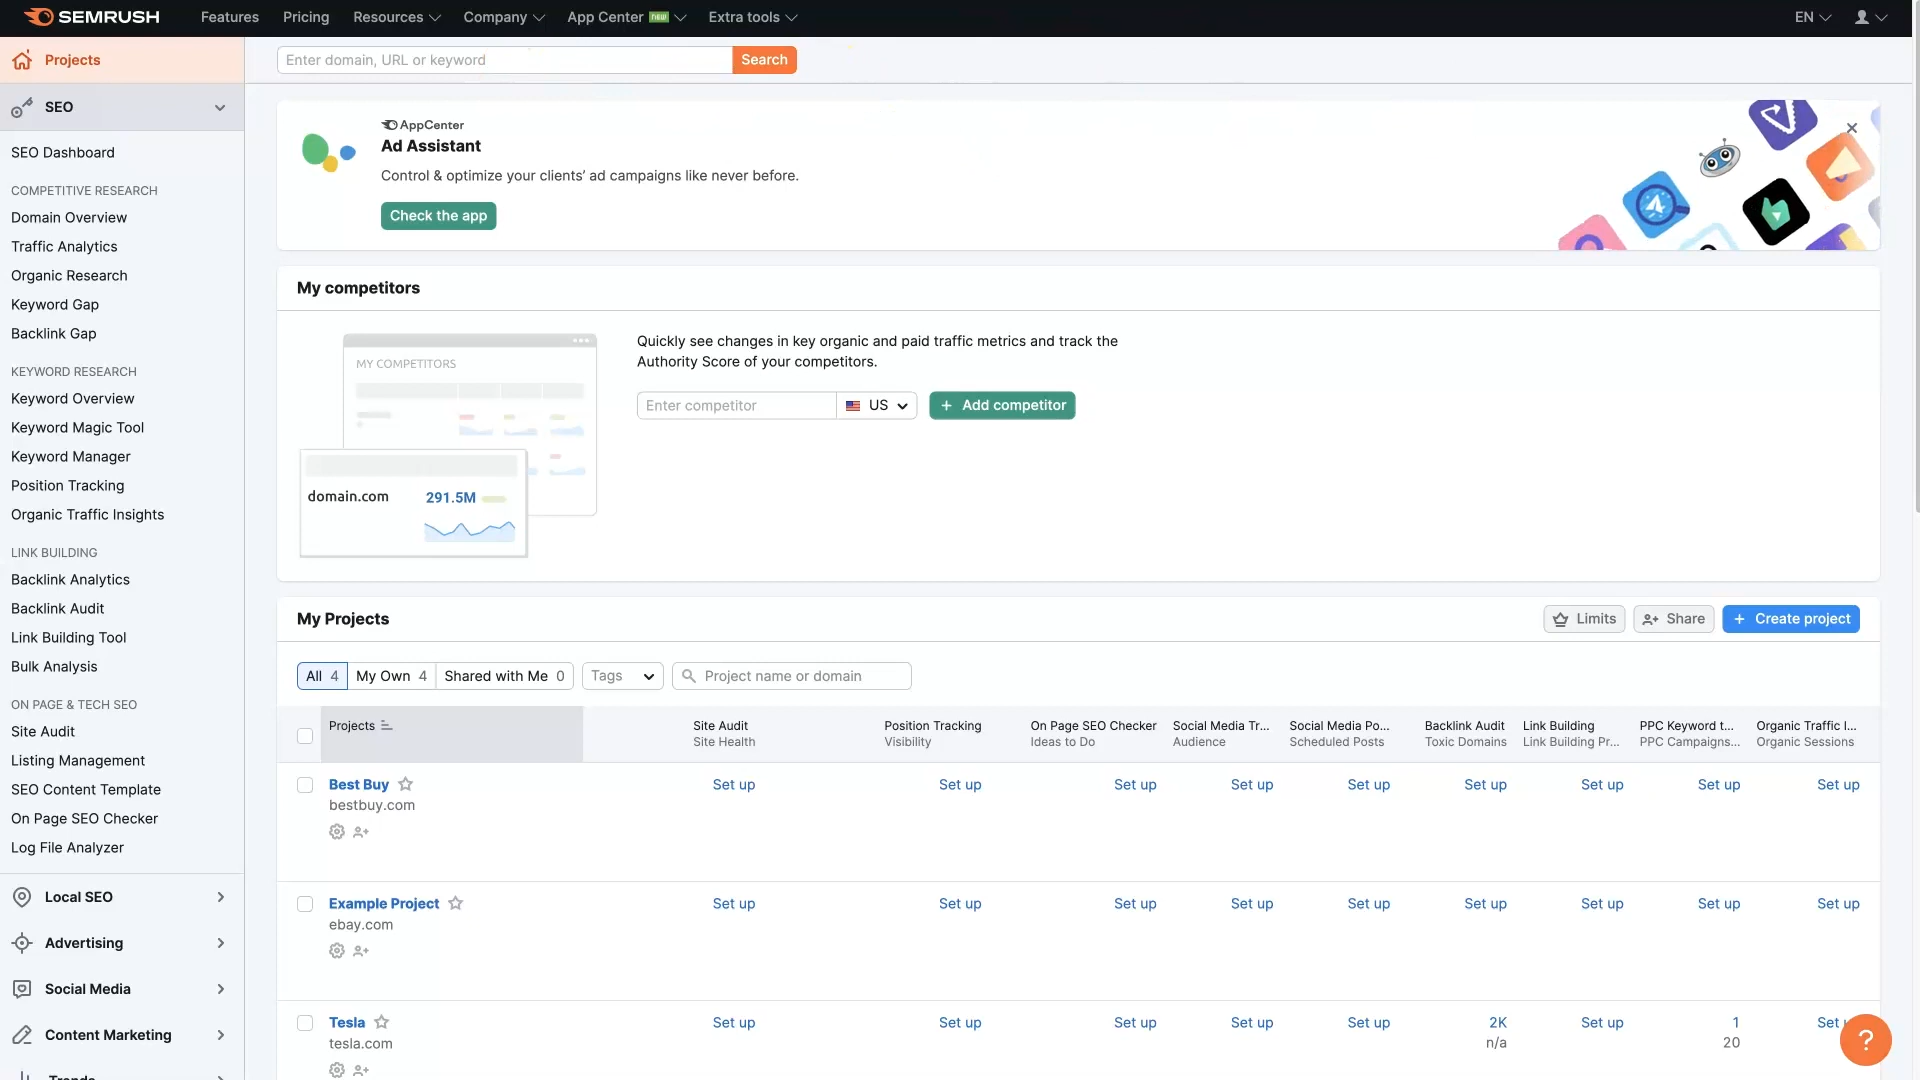 SEMRUSH
Features
Pricing
Resources
Company
App Center new
Extra tools
EN
Projects
Enter domain, URL or keyword
Search
SEO
SEO Dashboard
COMPETITIVE RESEARCH
Domain Overview
Traffic Analytics
Organic Research
Keyword Gap
Backlink Gap
KEYWORD RESEARCH
Keyword Overview
Keyword Magic Tool
Keyword Manager
Position Tracking
Organic Traffic Insights
LINK BUILDING
Backlink Analytics
Backlink Audit
Link Building Tool
Bulk Analysis
ON PAGE & TECH SEO
Site Audit
Listing Management
SEO Content Template
On Page SEO Checker
Log File Analyzer
Local SEO
Advertising
Social Media
Content Marketing
AppCenter
Ad Assistant
Control & optimize your clients’ ad campaigns like never before.
Check the app
My competitors
MY COMPETITORS
domain.com
291.5M
Quickly see changes in key organic and paid traffic metrics and track the
Authority Score of your competitors.
Enter competitor
US
+ Add competitor
My Projects
Limits
Share
+ Create project
All 4
My Own 4
Shared with Me 0
Tags
Project name or domain
Projects
Site Audit
Site Health
Position Tracking
Visibility
On Page SEO Checker
Ideas to Do
Social Media Tr...
Audience
Social Media Po...
Scheduled Posts
Backlink Audit
Toxic Domains
Link Building
Link Building Pr...
PPC Keyword t...
PPC Campaigns...
Organic Traffic I...
Organic Sessions
Best Buy
bestbuy.com
Set up
Set up
Set up
Set up
Set up
Set up
Set up
Set up
Set up
Example Project
ebay.com
Set up
Set up
Set up
Set up
Set up
Set up
Set up
Set up
Set up
Tesla
tesla.com
Set up
Set up
Set up
Set up
Set up
2K
n/a
Set up
1
20
Set
?